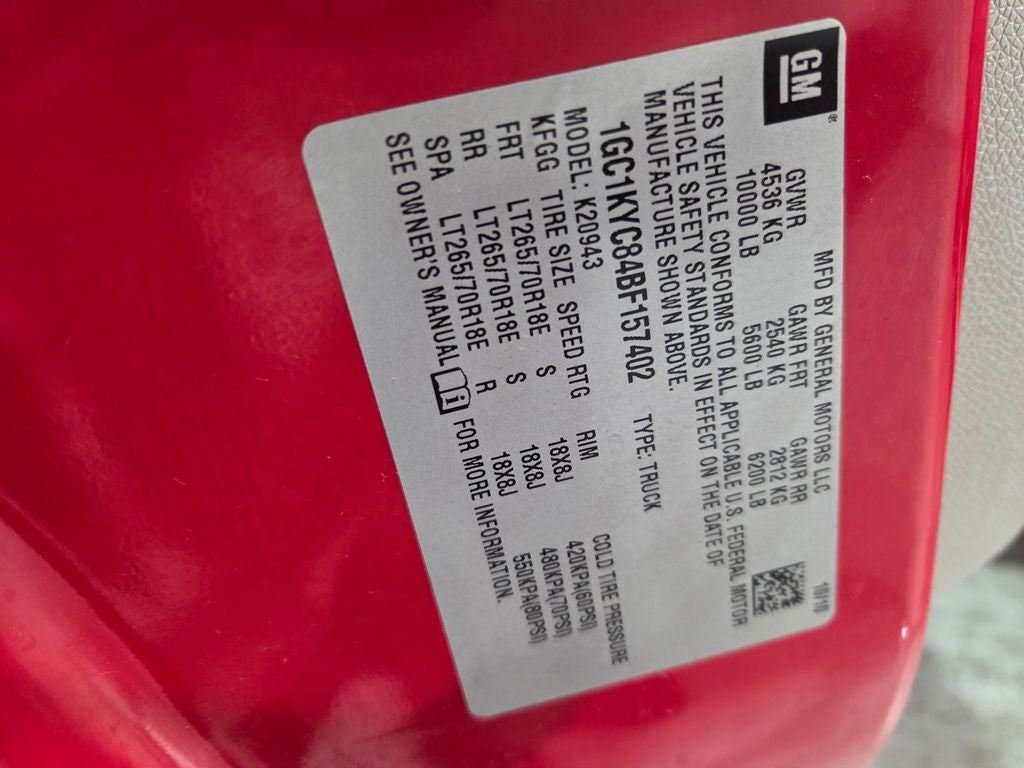 GM
MFD BY GENERAL MOTORS LLC 10/10
GVWR GAWR FRT GAWR RR
4536 KG 2540 KG 2812 KG
10000 LB 5600 LB 6200 LB
THIS VEHICLE CONFORMS TO ALL APPLICABLE U.S. FEDERAL MOTOR
VEHICLE SAFETY STANDARDS IN EFFECT ON THE DATE OF
MANUFACTURE SHOWN ABOVE.
1GC1KYC84BF157402 TYPE: TRUCK
MODEL: K20943
KFGG TIRE SIZE SPEED RTG RIM COLD TIRE PRESSURE
FRT LT265/70R18E S 18X8J 420KPA(60PSI)
RR LT265/70R18E S 18X8J 480KPA(70PSI)
SPA LT265/70R18E R 18X8J 550KPA(80PSI)
SEE OWNER'S MANUAL i FOR MORE INFORMATION.